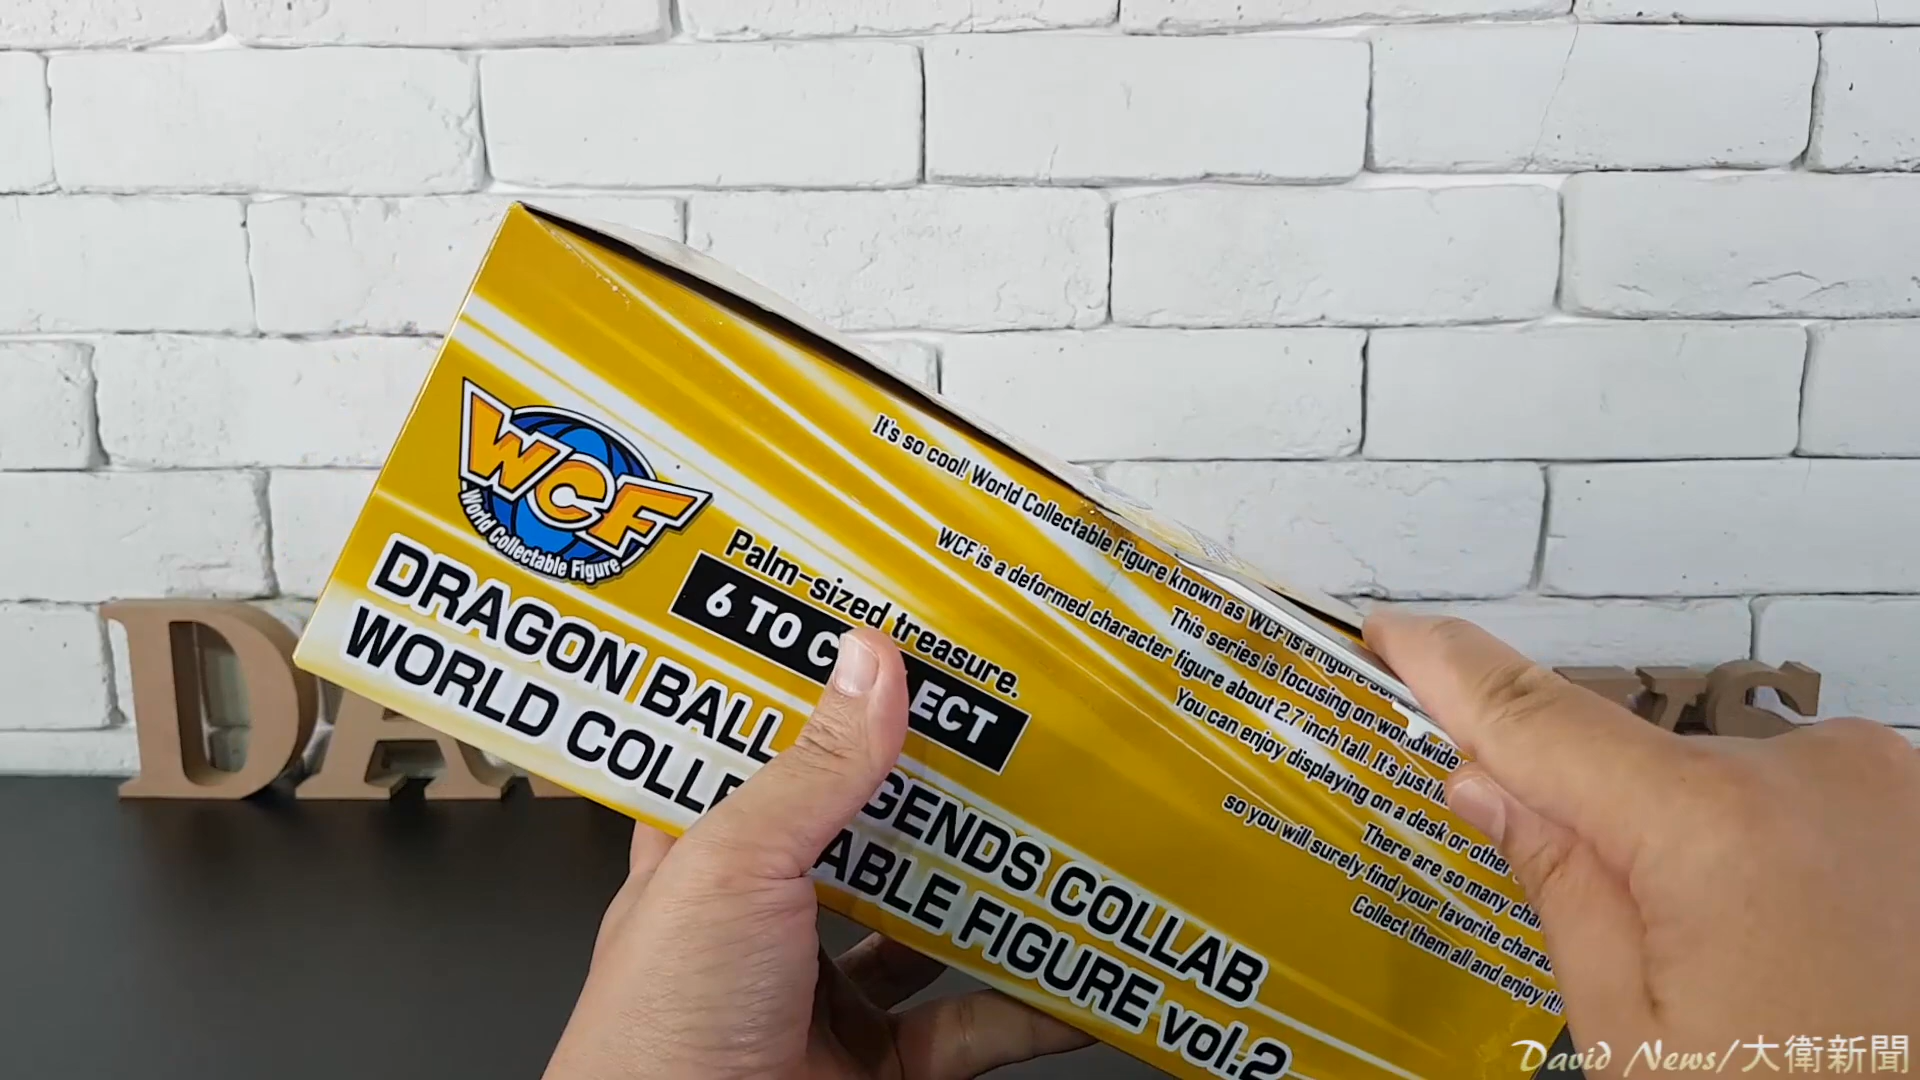 WCF
World Collectable Figure
Palm-sized treasure.
6 TO C ECT
DRAGON BALL GENDS COLLAB
WORLD COLLE ABLE FIGURE vol.2
It's so cool! World Collectable Figure known as WCF is a figure
This series is focusing on worldwide
WCF is a deformed character figure about 2.7inch tall. It's just
You can enjoy displaying on a desk or other
There are so many
so you will surely find your favorite
Collect them all and enjoy it!!
DA
WS
David News/大衛新聞